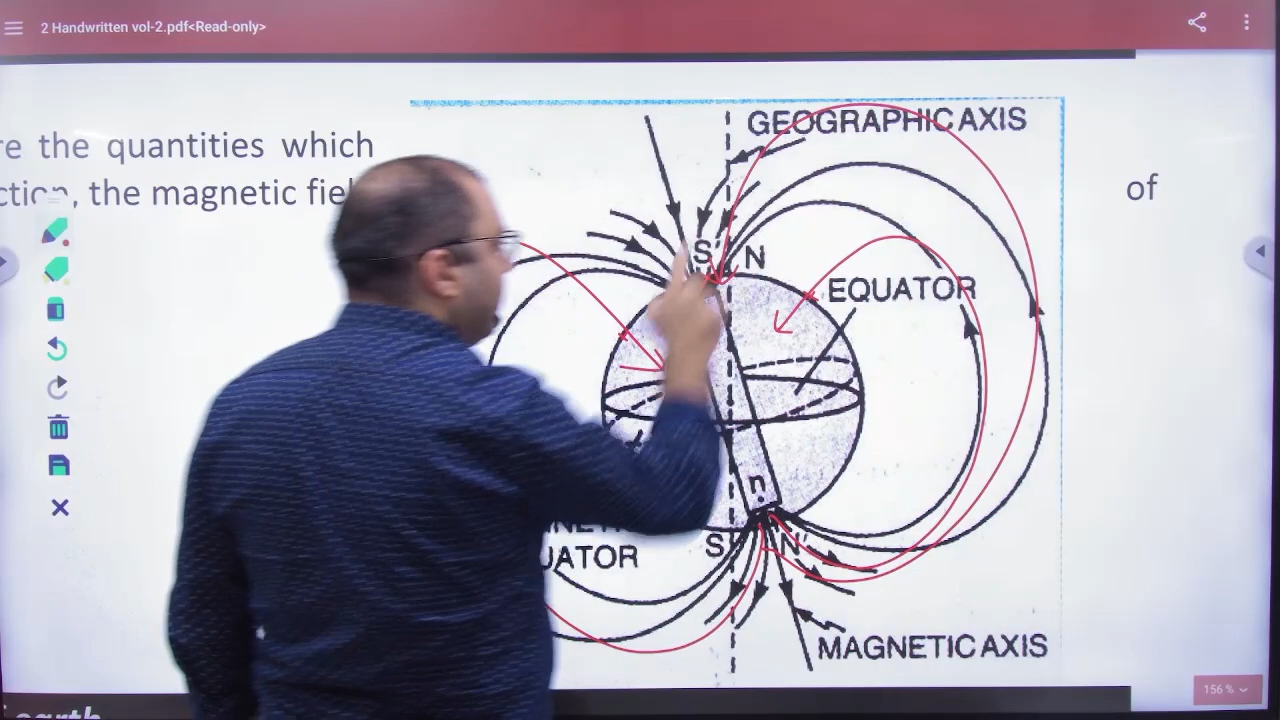 2 Handwritten vol-2.pdf<Read-only>
re the quantities which
ction, the magnetic of
GEOGRAPHIC AXIS
S' N
EQUATOR
n
S N'
UATOR
MAGNETIC AXIS
156 %
earth